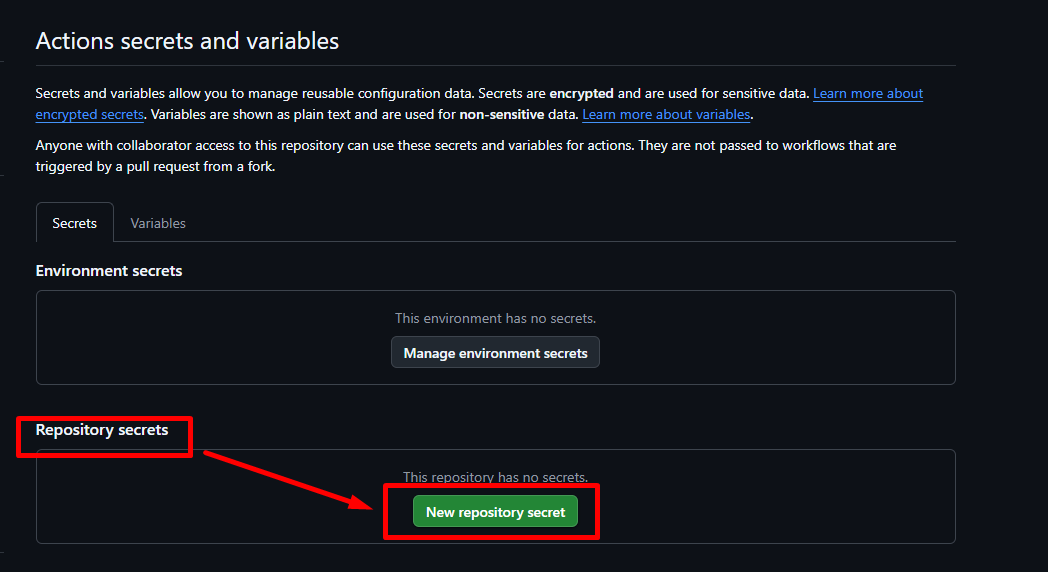 Actions secrets and variables
Secrets and variables allow you to manage reusable configuration data. Secrets are encrypted and are used for sensitive data. Learn more about
encrypted secrets. Variables are shown as plain text and are used for non-sensitive data. Learn more about variables.
Anyone with collaborator access to this repository can use these secrets and variables for actions. They are not passed to workflows that are
triggered by a pull request from a fork.
Secrets Variables
Environment secrets
This environment has no secrets.
Manage environment secrets
Repository secrets
This repository has no secrets.
New repository secret